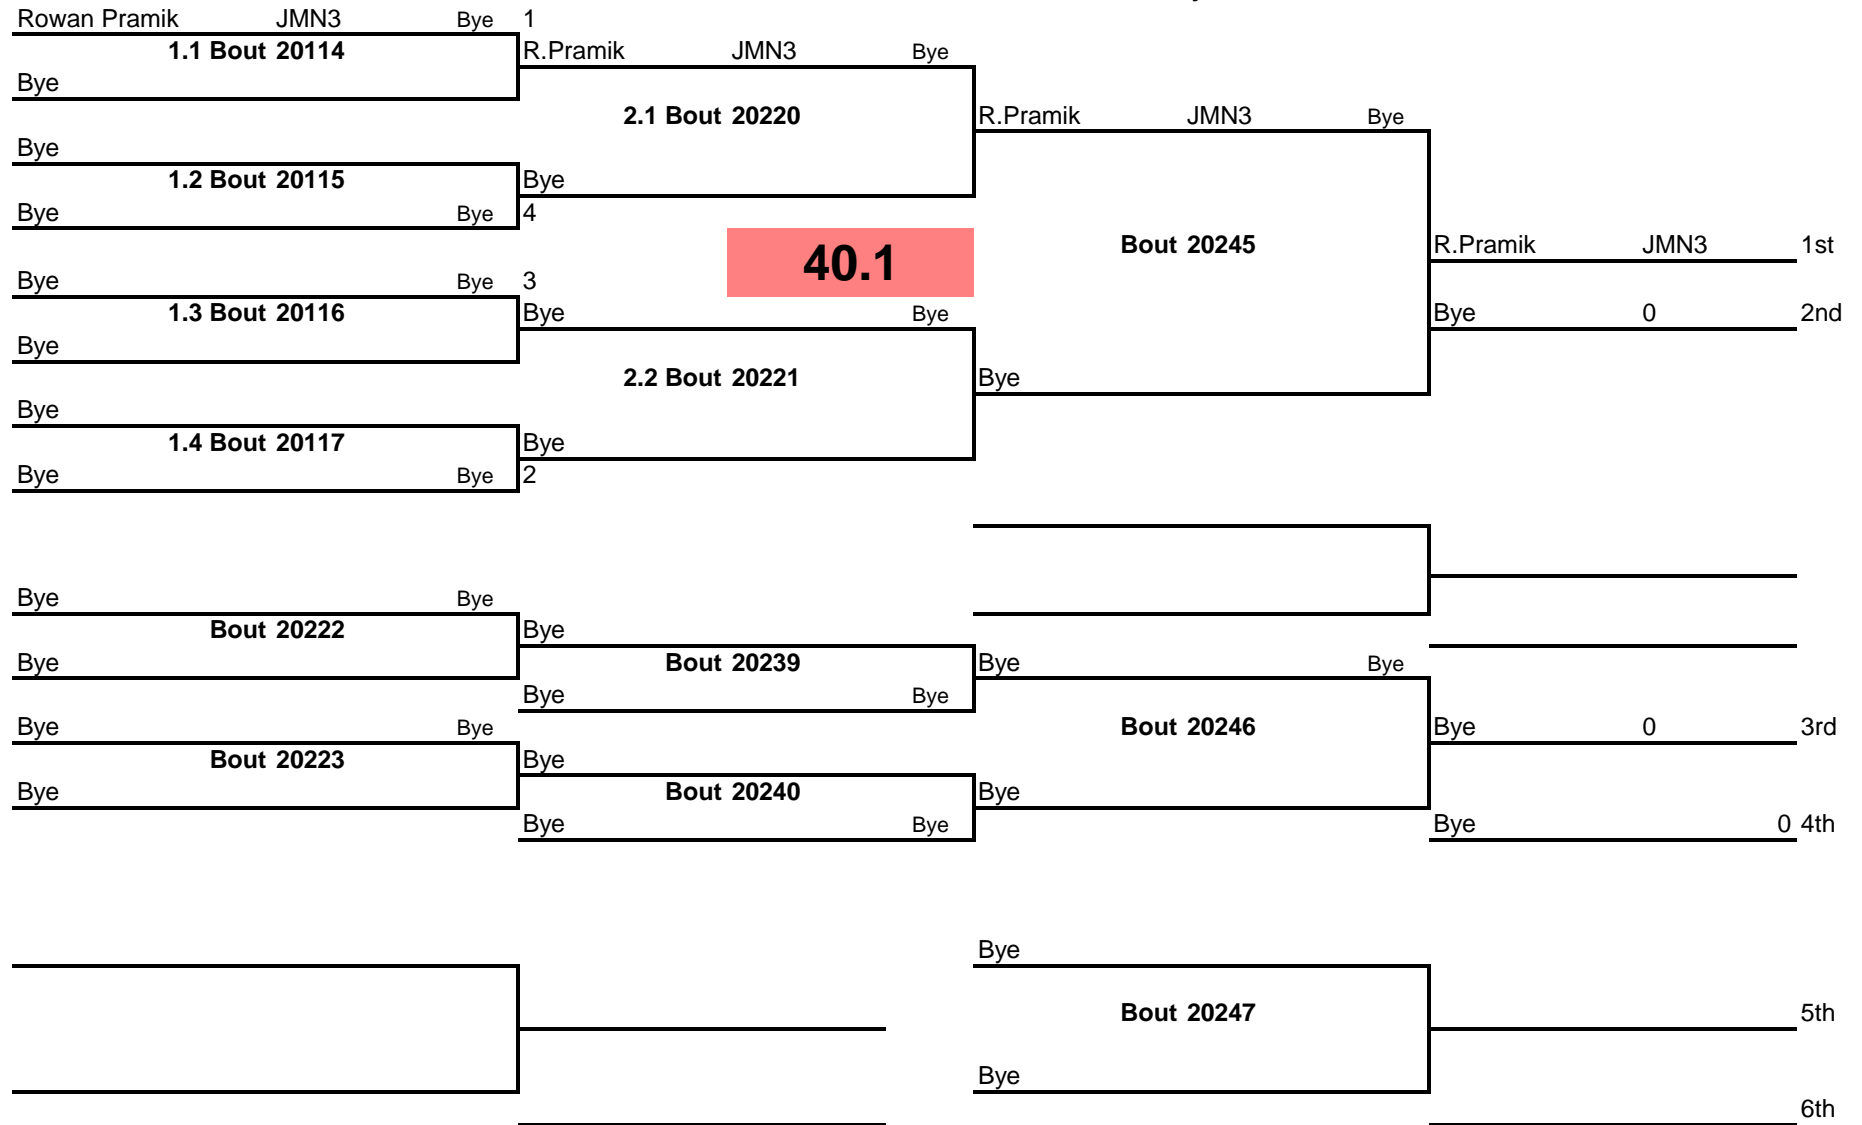 Rowan Pramik JMN3 Bye 1
1.1 Bout 20114 R.Pramik JMN3 Bye
Bye
2.1 Bout 20220 R.Pramik JMN3 Bye
Bye
1.2 Bout 20115 Bye
Bye Bye 4
40.1 Bout 20245 R.Pramik JMN3 1st
Bye Bye 3
1.3 Bout 20116 Bye Bye Bye 0 2nd
Bye
2.2 Bout 20221 Bye
Bye
1.4 Bout 20117 Bye
Bye Bye 2
Bye Bye
Bout 20222 Bye
Bye Bout 20239 Bye Bye
Bye Bye
Bye Bye Bout 20246 Bye 0 3rd
Bout 20223 Bye
Bye Bout 20240 Bye
Bye Bye Bye 0 4th
Bye
Bout 20247 5th
Bye
6th